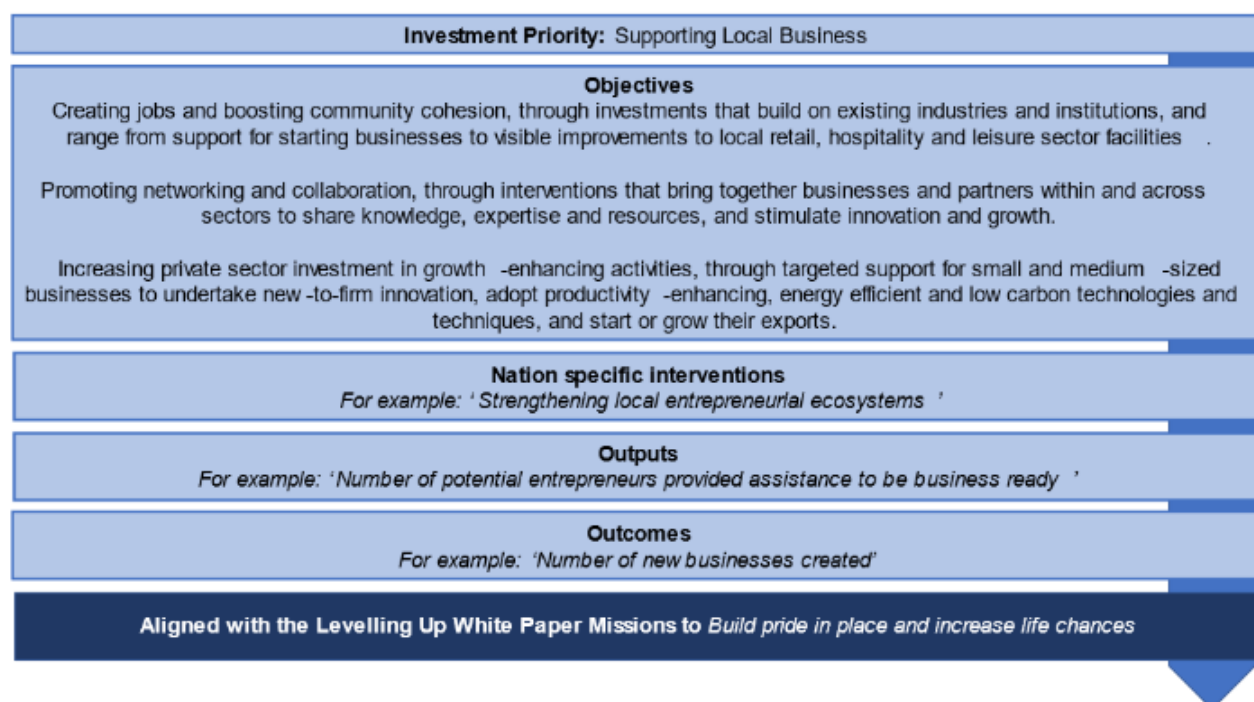 Investment Priority: Supporting Local Business
Objectives
Creating jobs and boosting community cohesion, through investments that build on existing industries and institutions, and
range from support for starting businesses to visible improvements to local retail, hospitality and leisure sector facilities .
Promoting networking and collaboration, through interventions that bring together businesses and partners within and across
sectors to share knowledge, expertise and resources, and stimulate innovation and growth.
Increasing private sector investment in growth -enhancing activities, through targeted support for small and medium -sized
businesses to undertake new -to-firm innovation, adopt productivity -enhancing, energy efficient and low carbon technologies and
techniques, and start or grow their exports.
Nation specific interventions
For example: ‘ Strengthening local entrepreneurial ecosystems ’
Outputs
For example: ‘Number of potential entrepreneurs provided assistance to be business ready ’
Outcomes
For example: ‘Number of new businesses created’
Aligned with the Levelling Up White Paper Missions to Build pride in place and increase life chances